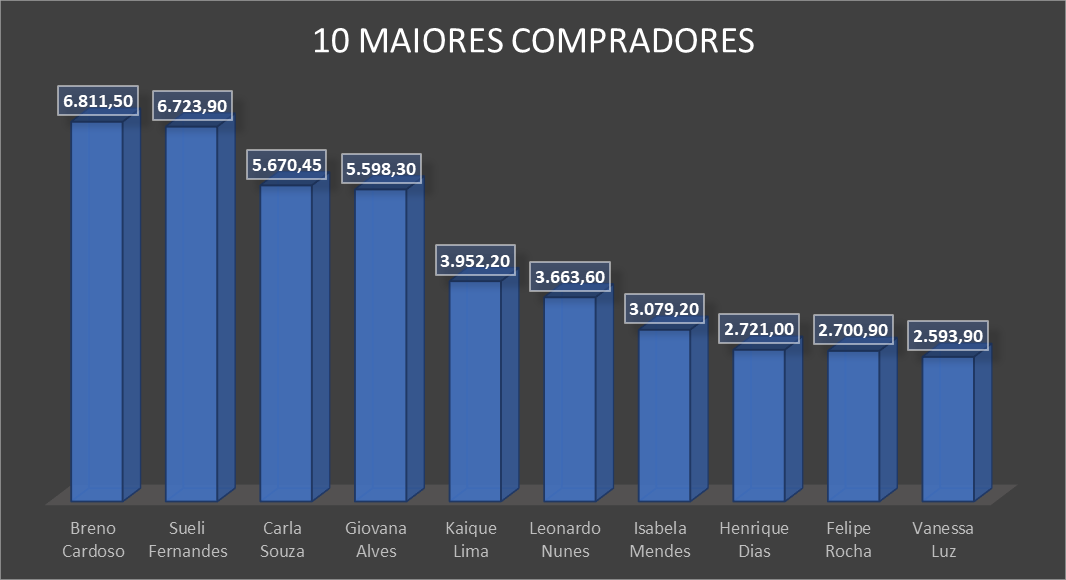 10 MAIORES COMPRADORES
6.811,50
6.723,90
5.670,45
5.598,30
3.952,20
3.663,60
3.079,20
2.721,00
2.700,90
2.593,90
Breno
Cardoso
Sueli
Fernandes
Carla
Souza
Giovana
Alves
Kaique
Lima
Leonardo
Nunes
Isabela
Mendes
Henrique
Dias
Felipe
Rocha
Vanessa
Luz